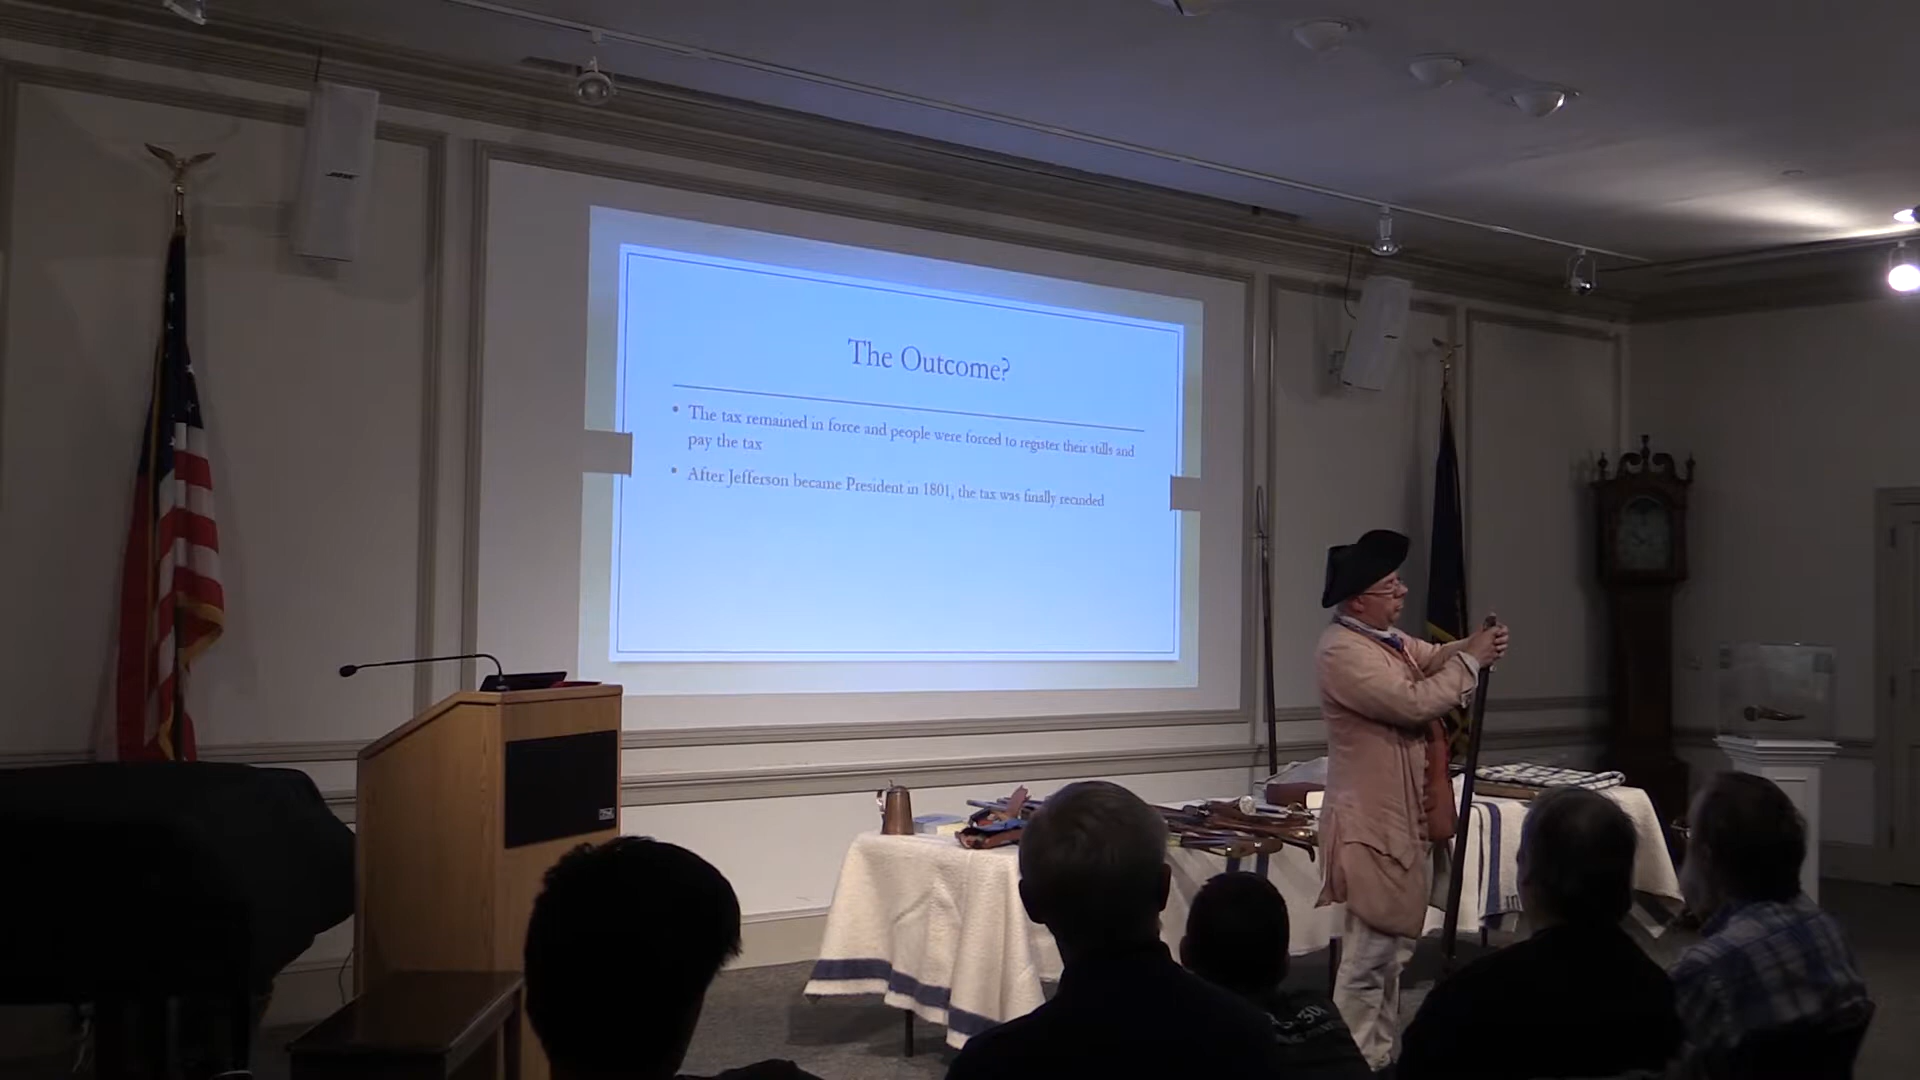 BOSE
The Outcome?
• The tax remained in force and people were forced to register their stills and
pay the tax
• After Jefferson became President in 1801, the tax was finally recinded